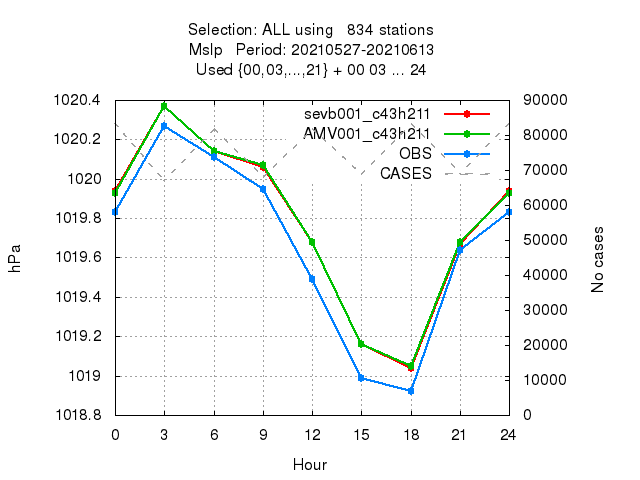 Selection: ALL using 834 stations
Mslp Period: 20210527-20210613
Used {00,03,...,21} + 00 03 ... 24
1020.4
1020.2
1020
1019.8
1019.6
1019.4
1019.2
1019
1018.8
hPa
sevb001_c43h211
AMV001_c43h211
OBS
CASES
90000
80000
70000
60000
50000
40000
30000
20000
10000
0
No cases
0 3 6 9 12 15 18 21 24
Hour